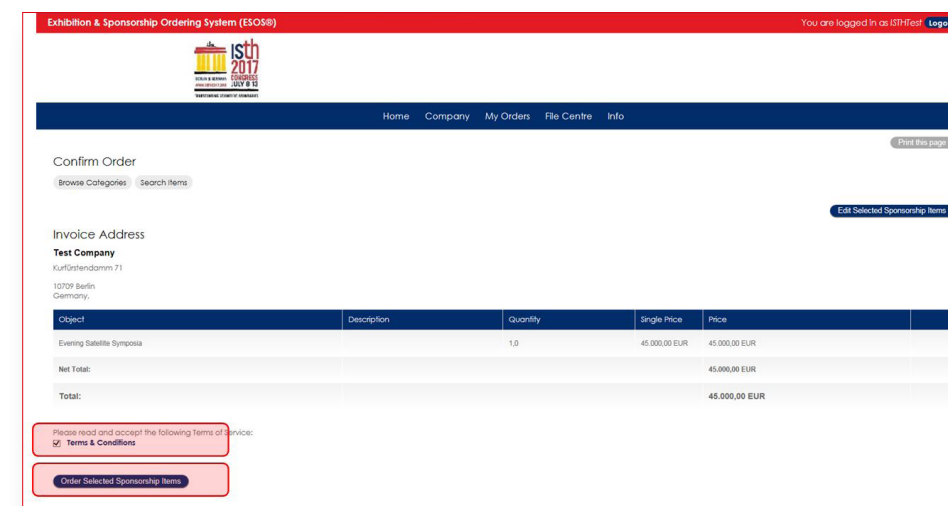 Exhibition & Sponsorship Ordering System (ESOS®)
You are logged in as ISTHTest Logo
isth
2017
CONGRESS
JULY 8 13
Home Company My Orders File Centre Info
Print this page
Confirm Order
Browse Categories Search Items
Edit Selected Sponsorship Items
Invoice Address
Test Company
Kurfürstendamm 71
10709 Berlin
Germany,
Object Description Quantity Single Price Price
Evening Satellite Symposia 1,0 45.000,00 EUR 45.000,00 EUR
Net Total: 45.000,00 EUR
Total: 45.000,00 EUR
Please read and accept the following Terms of Service:
Terms & Conditions
Order Selected Sponsorship Items